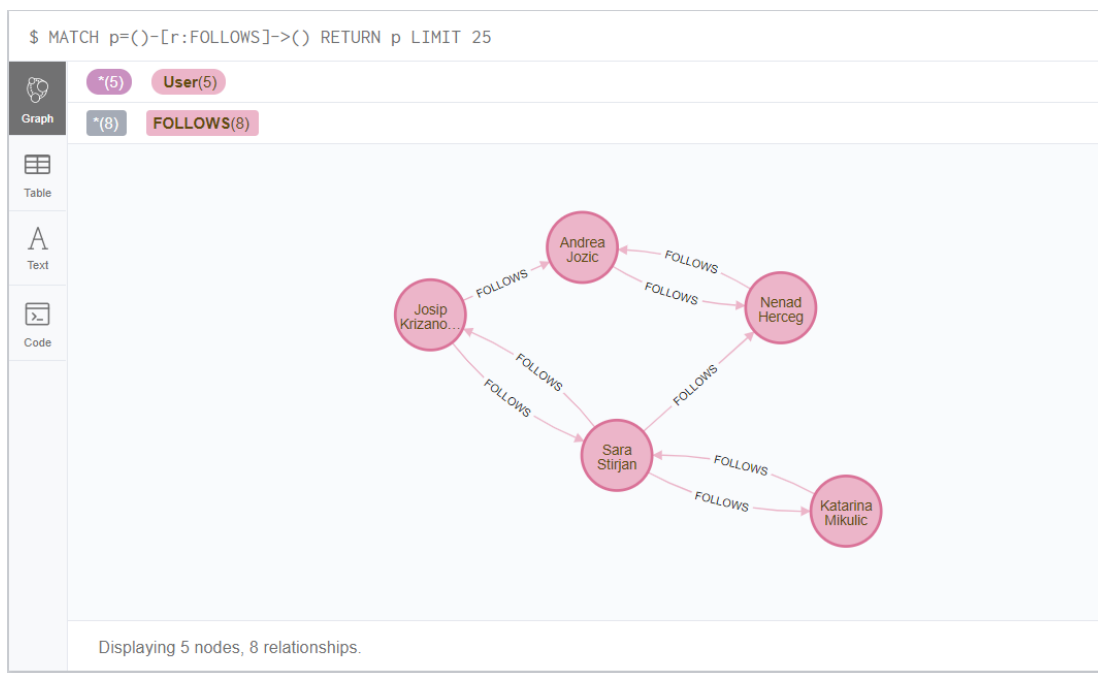 $ MATCH p=()-[r:FOLLOWS]->() RETURN p LIMIT 25
*(5) User(5)
Graph
*(8) FOLLOWS(8)
Table
Text
Code
Andrea
Jozic
FOLLOWS
FOLLOWS
FOLLOWS
Nenad
Herceg
Josip
Krizano...
FOLLOWS
FOLLOWS
FOLLOWS
Sara
Stirjan
FOLLOWS
FOLLOWS
Katarina
Mikulic
Displaying 5 nodes, 8 relationships.